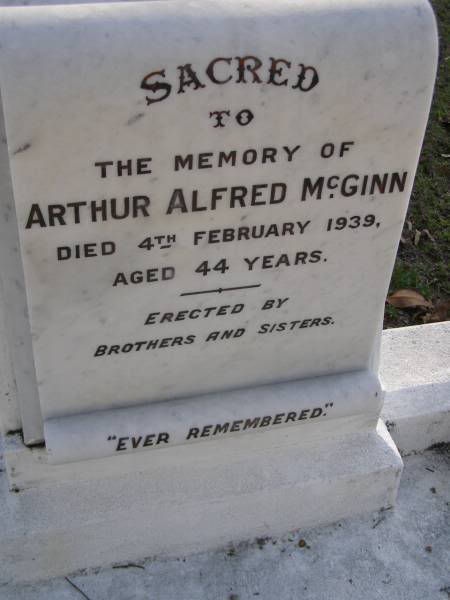 SACRED
TO
THE MEMORY OF
ARTHUR ALFRED McGINN
DIED 4TH FEBRUARY 1939,
AGED 44 YEARS.
ERECTED BY
BROTHERS AND SISTERS.
"EVER REMEMBERED."